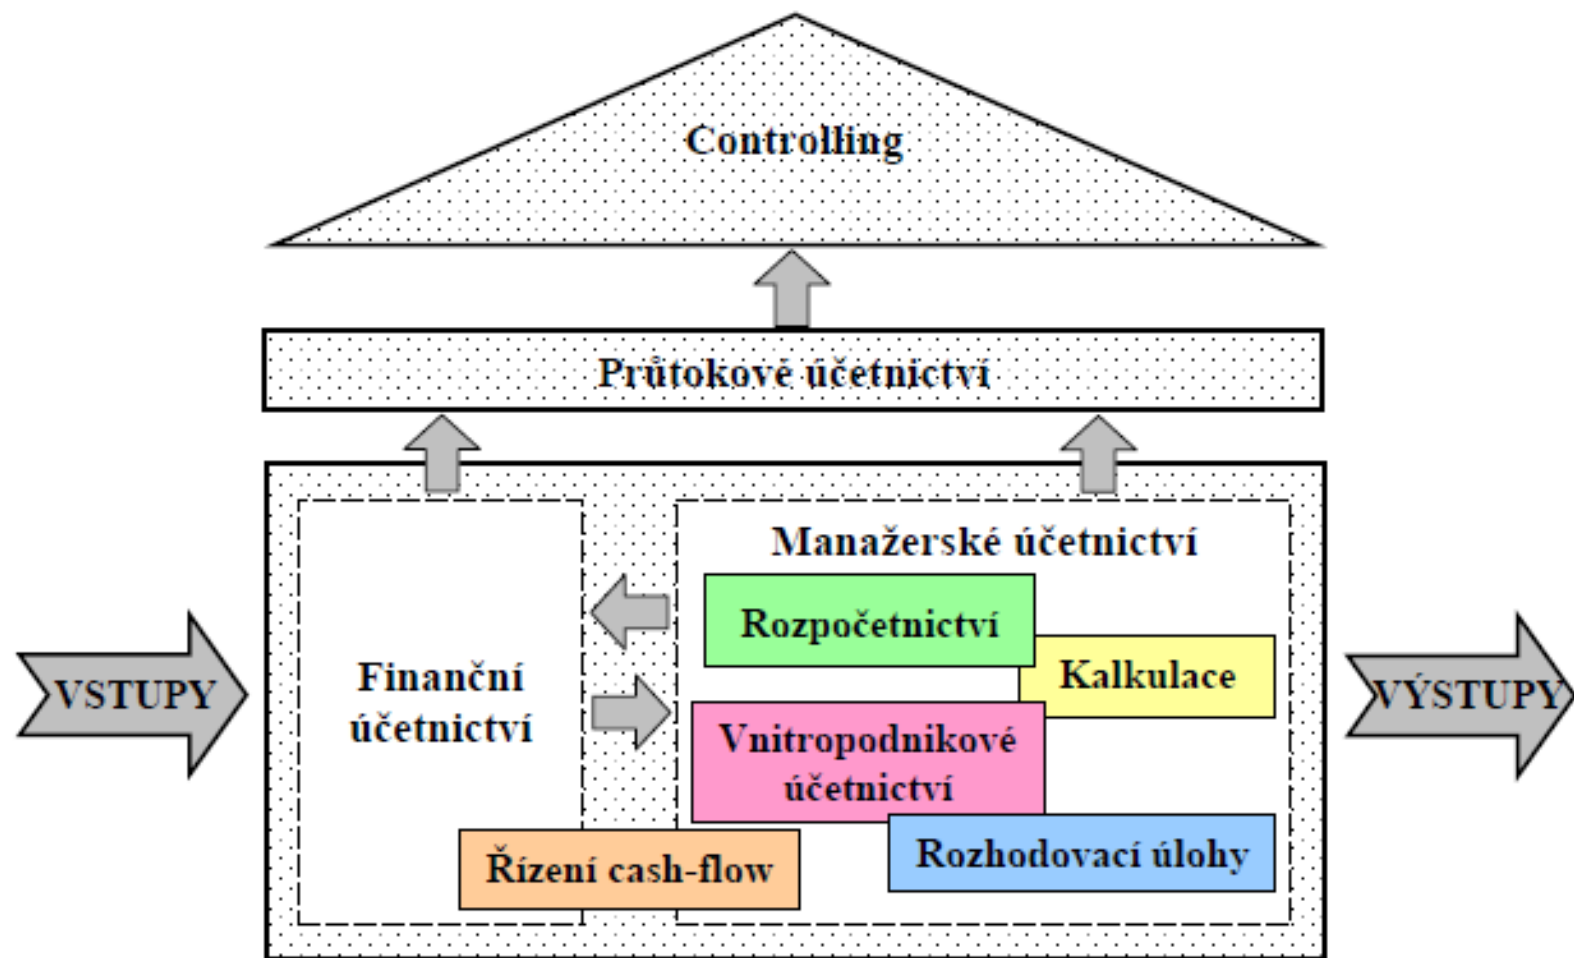 Controlling
Průtokové účetnictví
Manažerské účetnictví
Rozpočetnictví
Kalkulace
VSTUPY
Finanční
účetnictví
VÝSTUPY
Vnitropodnikové
účetnictví
Řízení cash-flow
Rozhodovací úlohy